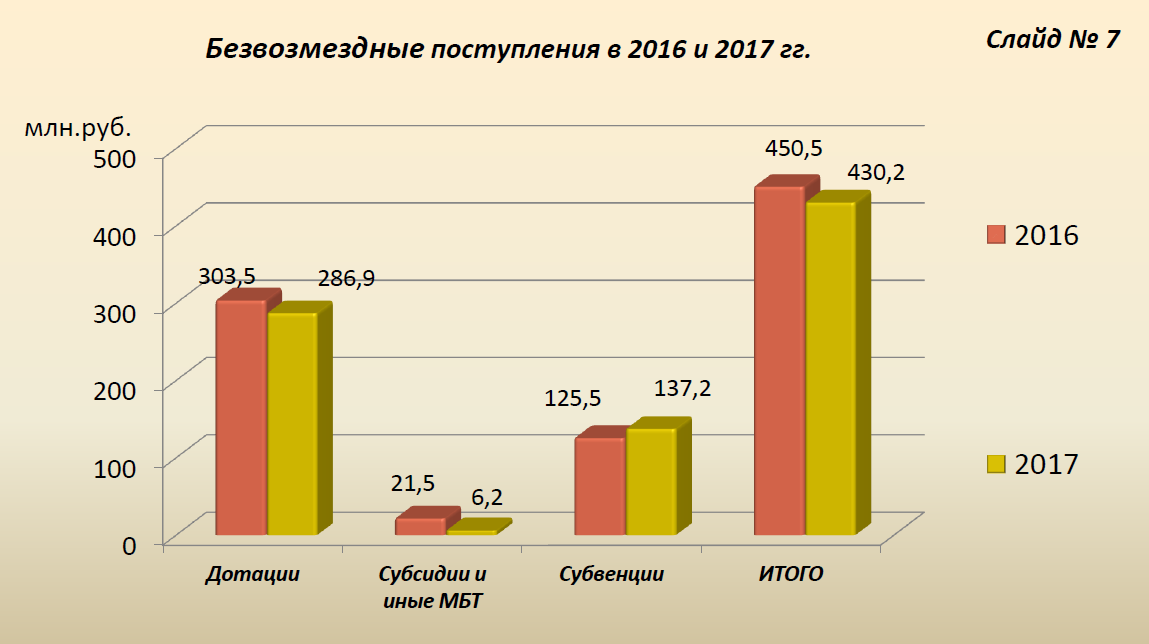 Безвозмездные поступления в 2016 и 2017 гг.
Слайд № 7
млн.руб.
500
400
300
200
100
0
303,5
286,9
21,5
6,2
125,5
137,2
450,5
430,2
Дотации
Субсидии и
иные МБТ
Субвенции
ИТОГО
2016
2017